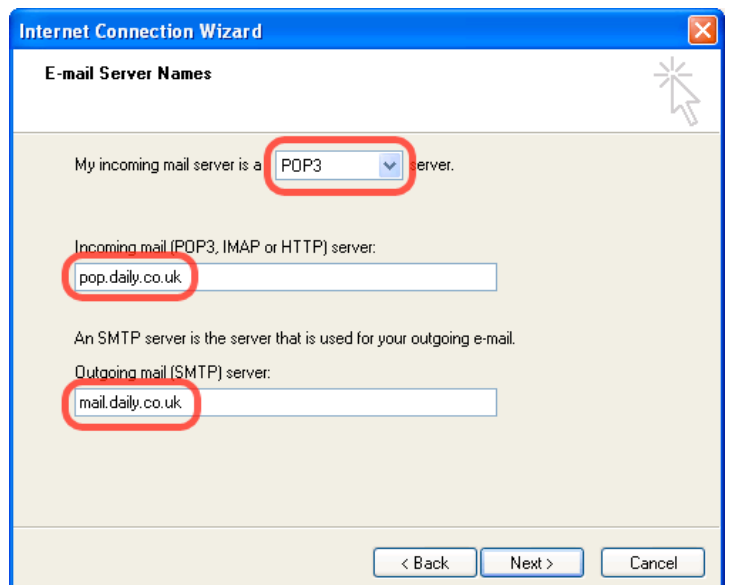 Internet Connection Wizard
E-mail Server Names
My incoming mail server is a POP3 server.
Incoming mail (POP3, IMAP or HTTP) server:
pop.daily.co.uk
An SMTP server is the server that is used for your outgoing e-mail.
Outgoing mail (SMTP) server:
mail.daily.co.uk
< Back Next > Cancel